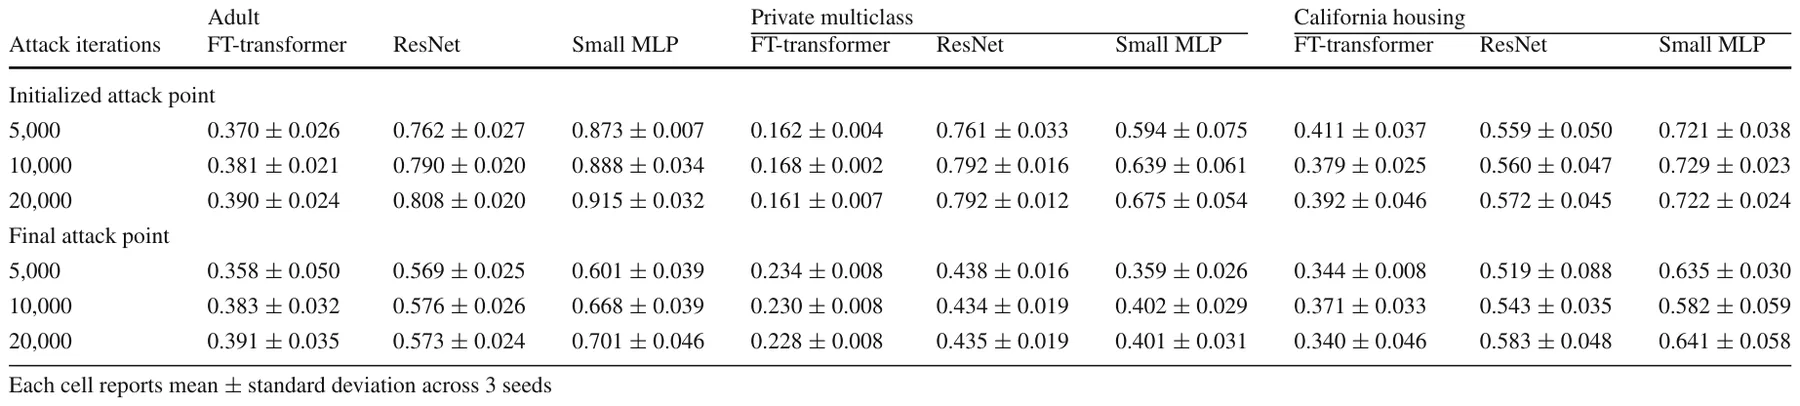 Adult Private multiclass California housing
Attack iterations FT-transformer ResNet Small MLP FT-transformer ResNet Small MLP FT-transformer ResNet Small MLP
Initialized attack point
5,000 0.370 ± 0.026 0.762 ± 0.027 0.873 ± 0.007 0.162 ± 0.004 0.761 ± 0.033 0.594 ± 0.075 0.411 ± 0.037 0.559 ± 0.050 0.721 ± 0.038
10,000 0.381 ± 0.021 0.790 ± 0.020 0.888 ± 0.034 0.168 ± 0.002 0.792 ± 0.016 0.639 ± 0.061 0.379 ± 0.025 0.560 ± 0.047 0.729 ± 0.023
20,000 0.390 ± 0.024 0.808 ± 0.020 0.915 ± 0.032 0.161 ± 0.007 0.792 ± 0.012 0.675 ± 0.054 0.392 ± 0.046 0.572 ± 0.045 0.722 ± 0.024
Final attack point
5,000 0.358 ± 0.050 0.569 ± 0.025 0.601 ± 0.039 0.234 ± 0.008 0.438 ± 0.016 0.359 ± 0.026 0.344 ± 0.008 0.519 ± 0.088 0.635 ± 0.030
10,000 0.383 ± 0.032 0.576 ± 0.026 0.668 ± 0.039 0.230 ± 0.008 0.434 ± 0.019 0.402 ± 0.029 0.371 ± 0.033 0.543 ± 0.035 0.582 ± 0.059
20,000 0.391 ± 0.035 0.573 ± 0.024 0.701 ± 0.046 0.228 ± 0.008 0.435 ± 0.019 0.401 ± 0.031 0.340 ± 0.046 0.583 ± 0.048 0.641 ± 0.058
Each cell reports mean ± standard deviation across 3 seeds